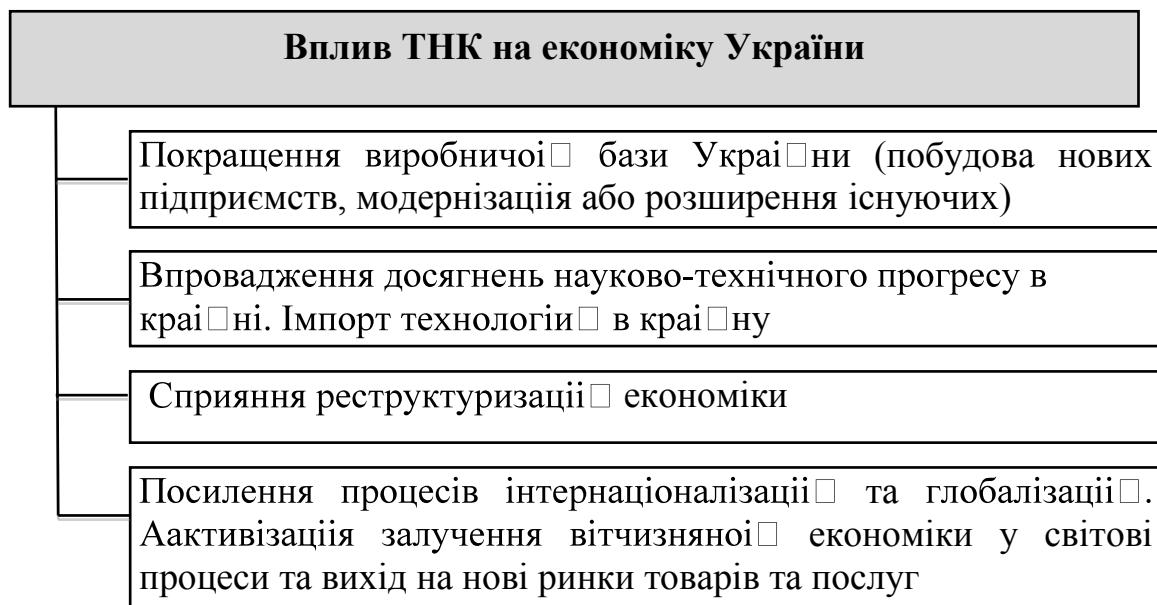 Вплив ТНК на економіку України
Покращення виробничоі□ бази Украі□ни (побудова нових
підприємств, модернізаціія або розширення існуючих)
Впровадження досягнень науково-технічного прогресу в
краі□ні. Імпорт технологіи□ в краі□ну
Сприяння реструктуризаціі□ економіки
Посилення процесів інтернаціоналізаціі□ та глобалізаціі□.
Аактивізаціія залучення вітчизняноі□ економіки у світові
процеси та вихід на нові ринки товарів та послуг